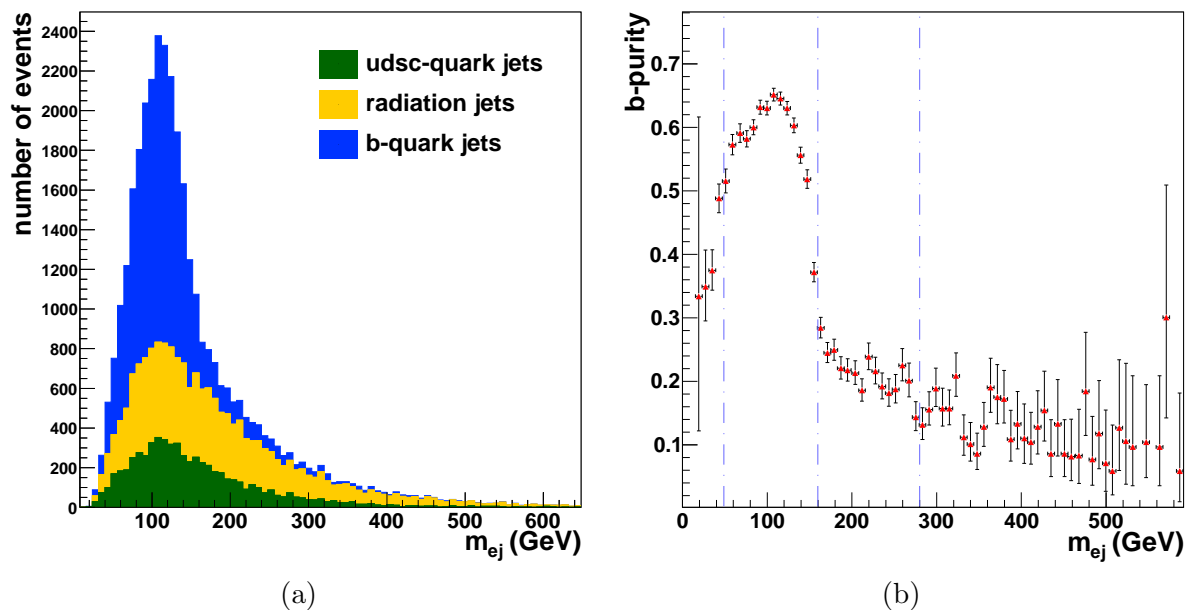 number of events
2400
2200
2000
1800
1600
1400
1200
1000
800
600
400
200
0
udsc-quark jets
radiation jets
b-quark jets
100 200 300 400 500 600
m_ej (GeV)
(a)
b-purity
0.7
0.6
0.5
0.4
0.3
0.2
0.1
0 100 200 300 400 500
m_ej (GeV)
(b)